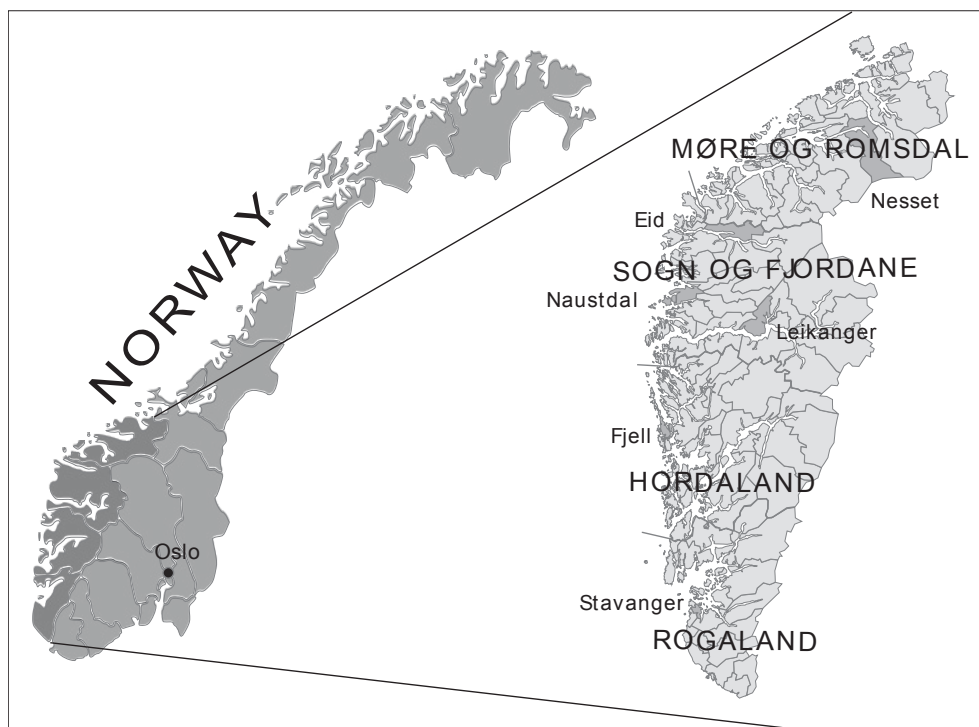 NORWAY
Oslo
MØRE OG ROMSDAL
Nesset
Eid
SOGN OG FJORDANE
Naustdal
Leikanger
Fjell
HORDALAND
Stavanger
ROGALAND